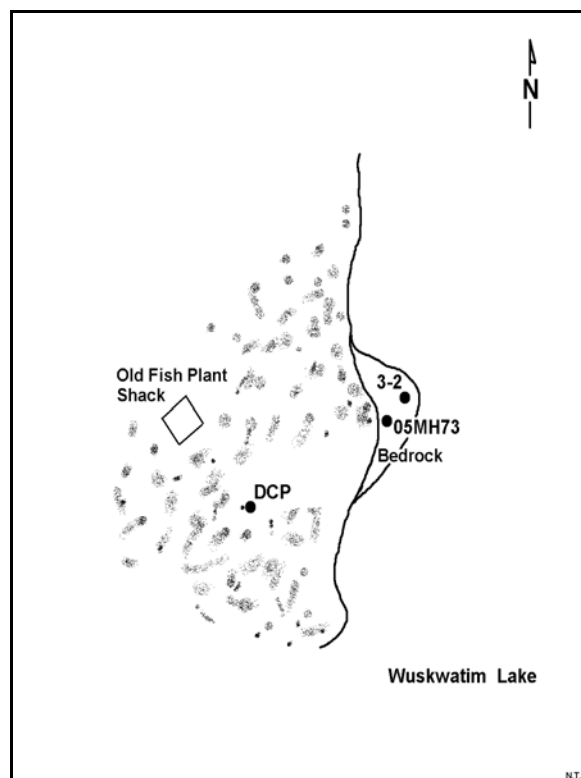 N
Old Fish Plant
Shack
3-2
05MH73
Bedrock
DCP
Wuskwatim Lake